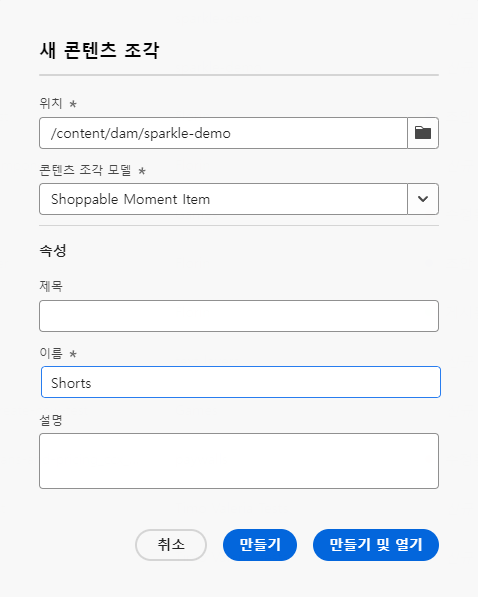 새 콘텐츠 조각
위치 *
/content/dam/sparkle-demo
콘텐츠 조각 모델 *
Shoppable Moment Item
속성
제목
이름 *
Shorts
설명
취소 만들기 만들기 및 열기